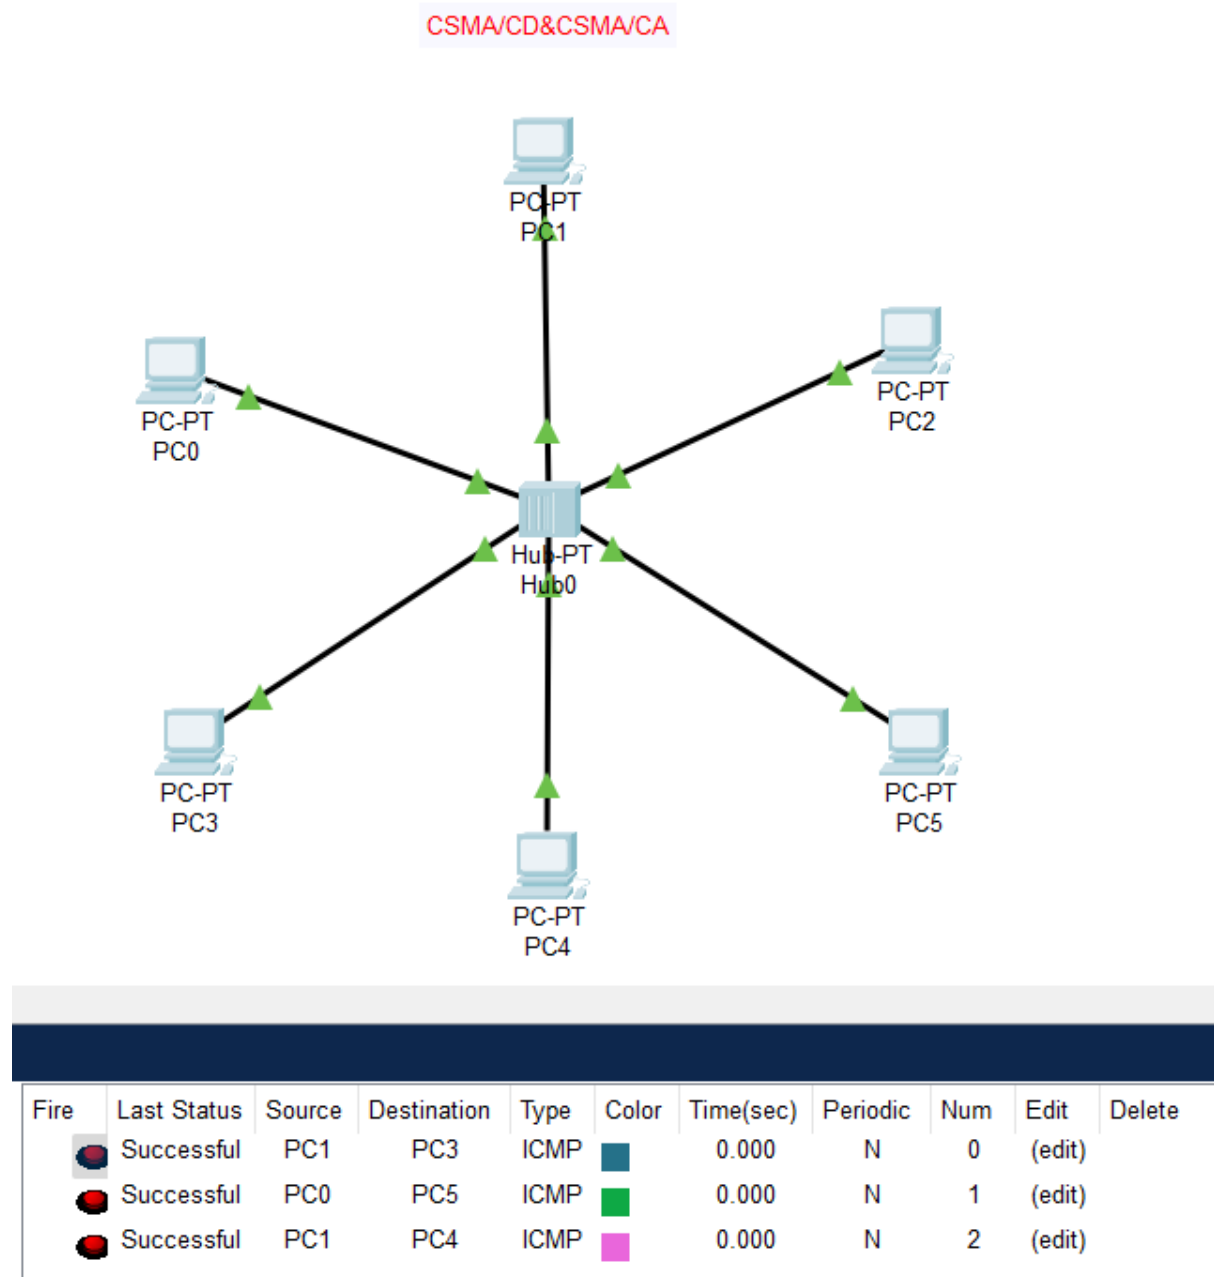 CSMA/CD&CSMA/CA
PC-PT
PC1
PC-PT
PC2
PC-PT
PC0
Hub-PT
Hub0
PC-PT
PC3
PC-PT
PC5
PC-PT
PC4
Fire Last Status Source Destination Type Color Time(sec) Periodic Num Edit Delete
Successful PC1 PC3 ICMP 0.000 N 0 (edit)
Successful PC0 PC5 ICMP 0.000 N 1 (edit)
Successful PC1 PC4 ICMP 0.000 N 2 (edit)